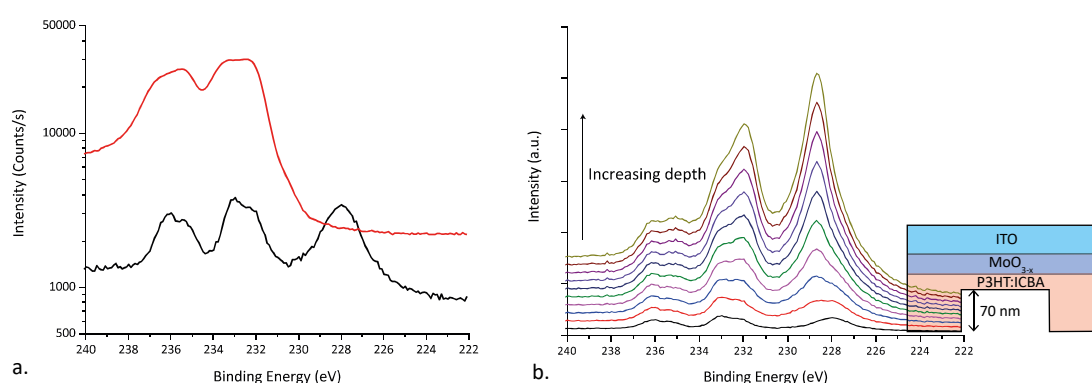 50000
10000
1000
500
Intensity (Counts/s)
240 238 236 234 232 230 228 226 224 222
Binding Energy (eV)
a.
Intensity (a.u.)
Increasing depth
ITO
MoO3-x
P3HT:ICBA
70 nm
240 238 236 234 232 230 228 226 224 222
Binding Energy (eV)
b.